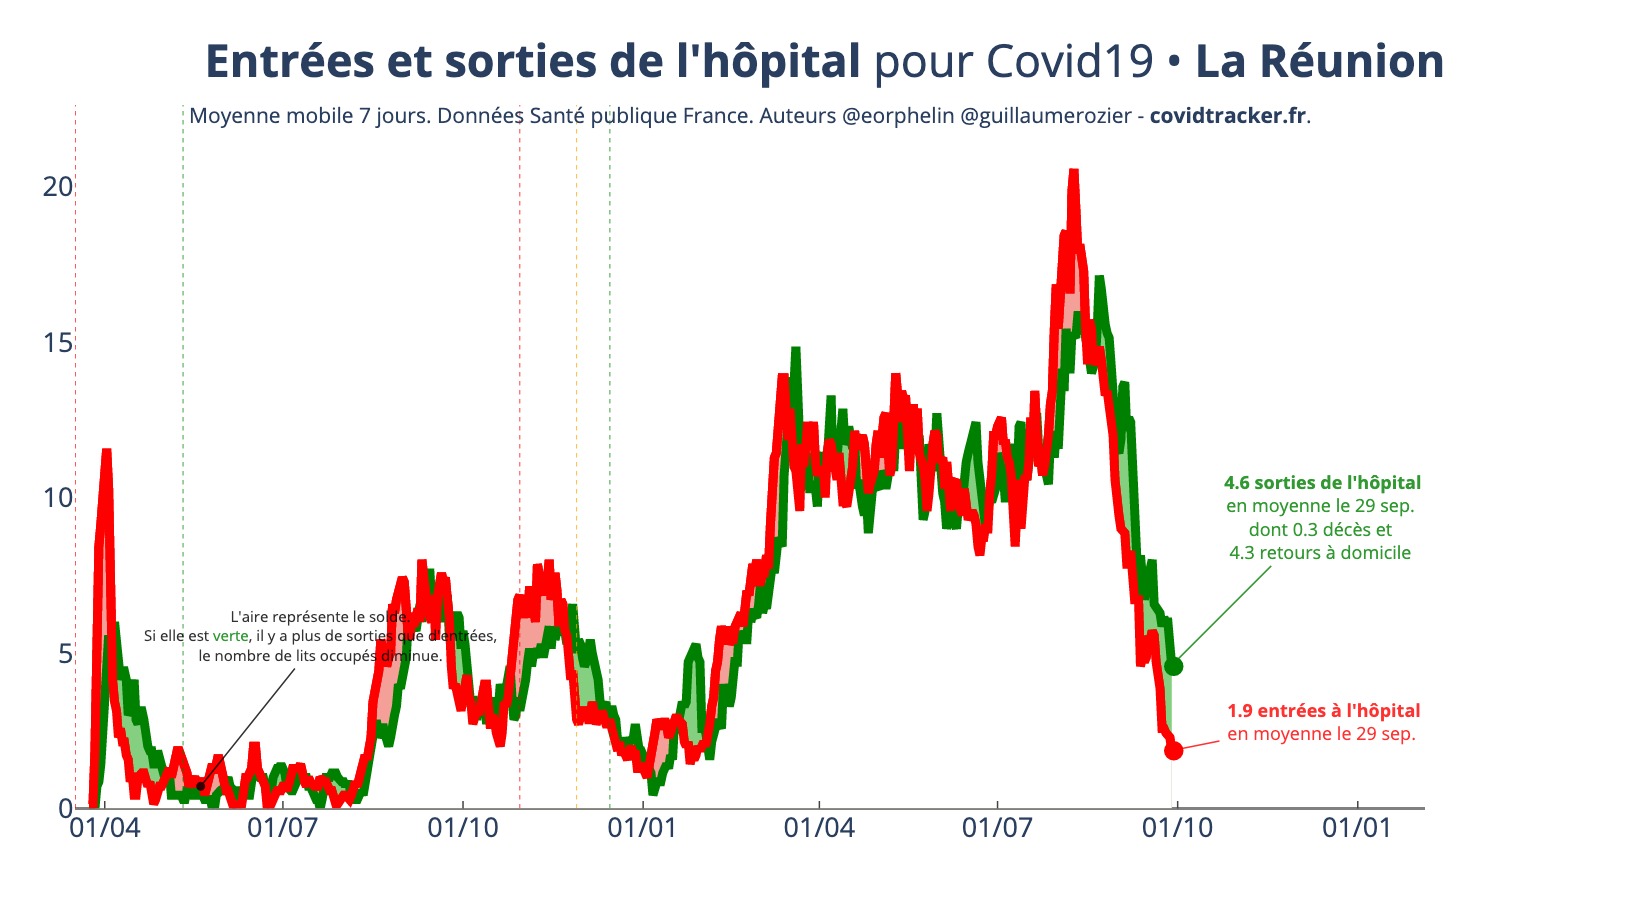 Entrées et sorties de l'hôpital pour Covid19 • La Réunion
Moyenne mobile 7 jours. Données Santé publique France. Auteurs @eorphelin @guillaumerozier - covidtracker.fr.
20
15
10
5
0
4.6 sorties de l'hôpital
en moyenne le 29 sep.
dont 0.3 décès et
4.3 retours à domicile
L'aire représente le solde.
Si elle est verte, il y a plus de sorties que d'entrées,
le nombre de lits occupés diminue.
1.9 entrées à l'hôpital
en moyenne le 29 sep.
01/04 01/07 01/10 01/01 01/04 01/07 01/10 01/01